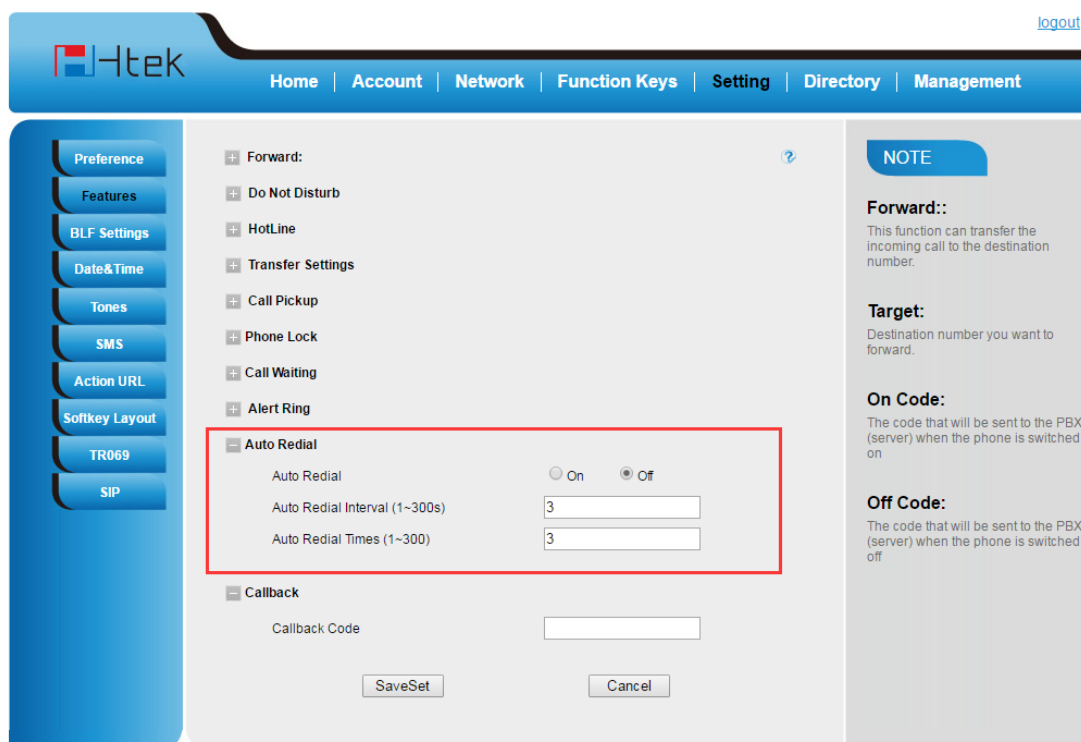 logout
Htek
Home Account Network Function Keys Setting Directory Management
Preference
Features
BLF Settings
Date&Time
Tones
SMS
Action URL
Softkey Layout
TR069
SIP
Forward:
Do Not Disturb
HotLine
Transfer Settings
Call Pickup
Phone Lock
Call Waiting
Alert Ring
Auto Redial
Auto Redial On Off
Auto Redial Interval (1~300s) 3
Auto Redial Times (1~300) 3
Callback
Callback Code
SaveSet Cancel
NOTE
Forward::
This function can transfer the
incoming call to the destination
number.
Target:
Destination number you want to
forward.
On Code:
The code that will be sent to the PBX
(server) when the phone is switched
on
Off Code:
The code that will be sent to the PBX
(server) when the phone is switched
off